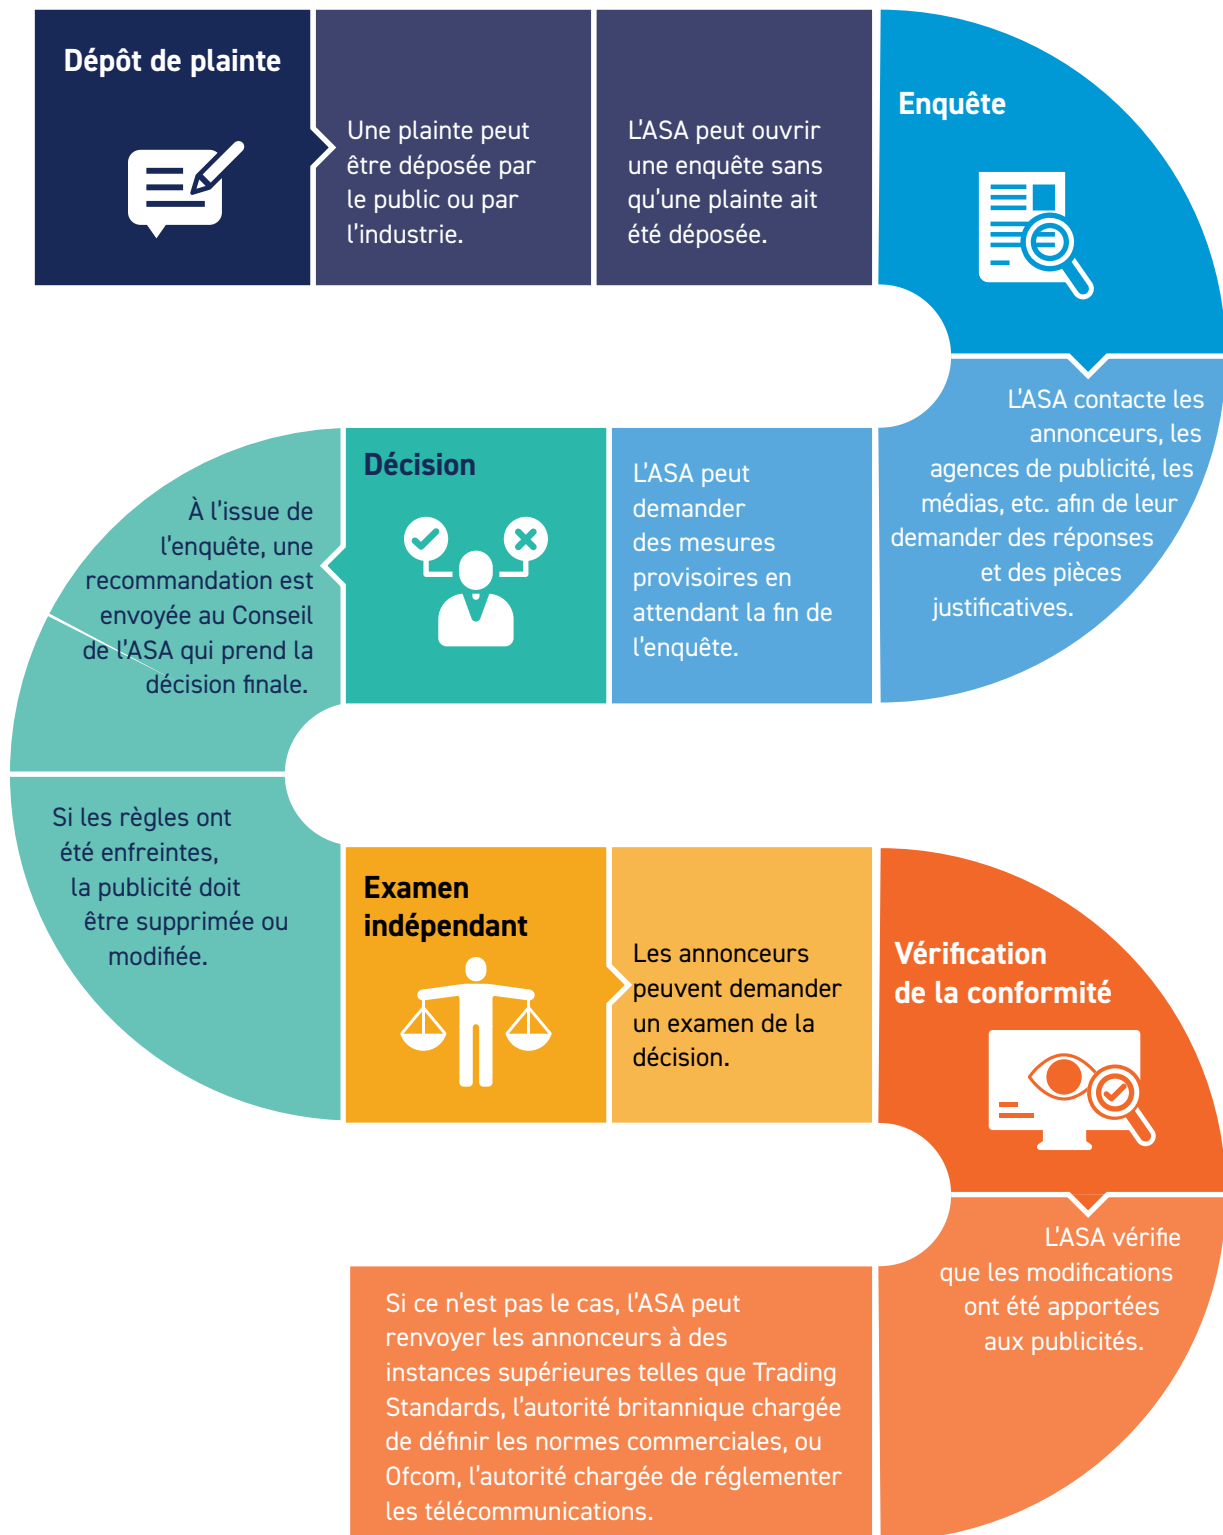 Dépôt de plainte
Une plainte peut
être déposée par
le public ou par
l’industrie.
L’ASA peut ouvrir
une enquête sans
qu’une plainte ait
été déposée.
Enquête
L’ASA contacte les
annonceurs, les
agences de publicité, les
médias, etc. afin de leur
demander des réponses
et des pièces
justificatives.
L’ASA peut
demander
des mesures
provisoires en
attendant la fin de
l’enquête.
Décision
À l’issue de
l’enquête, une
recommandation est
envoyée au Conseil
de l’ASA qui prend la
décision finale.
Si les règles ont
été enfreintes,
la publicité doit
être supprimée ou
modifiée.
Examen
indépendant
Les annonceurs
peuvent demander
un examen de la
décision.
Vérification
de la conformité
L’ASA vérifie
que les modifications
ont été apportées
aux publicités.
Si ce n’est pas le cas, l’ASA peut
renvoyer les annonceurs à des
instances supérieures telles que Trading
Standards, l’autorité britannique chargée
de définir les normes commerciales, ou
Ofcom, l’autorité chargée de réglementer
les télécommunications.